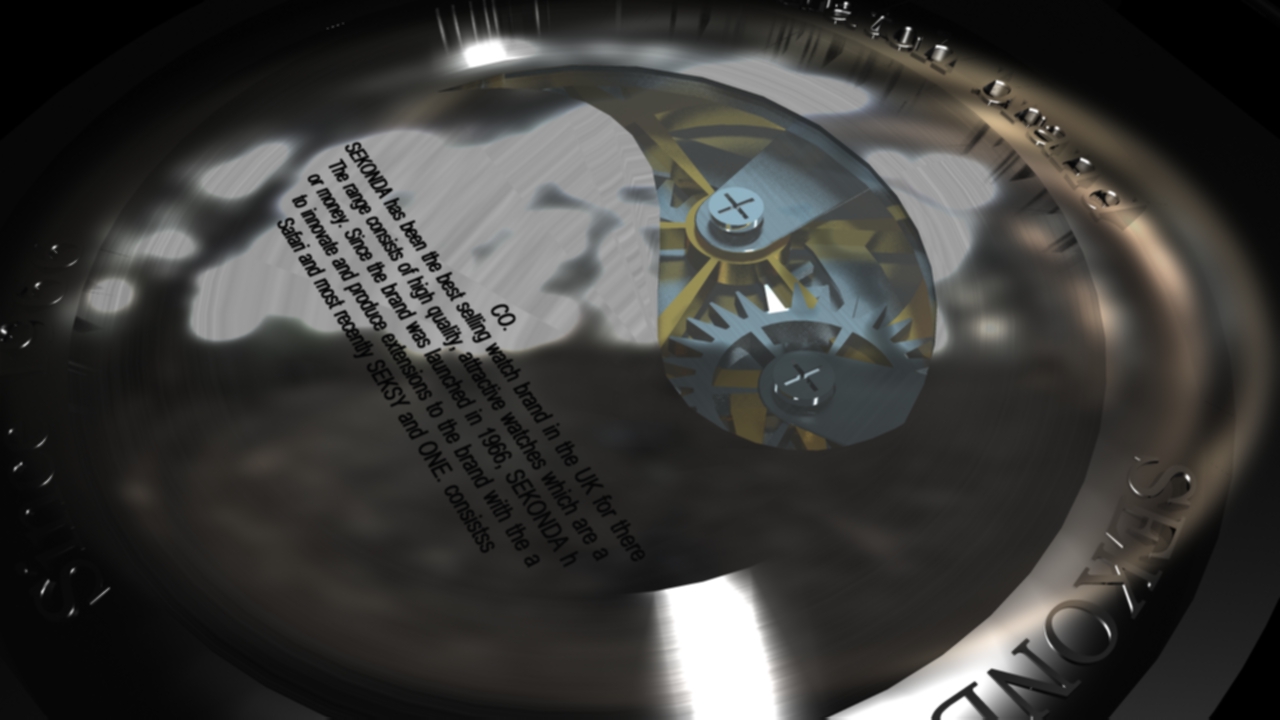 CO.
SEKONDA has been the best selling watch brand in the UK for there
The range consists of high quality, attractive watches which are a
or money. Since the brand was launched in 1966, SEKONDA h
to innovate and produce extensions to the brand with the a
Safari and most recently SEKSY and ONE. consistss
SEKOND